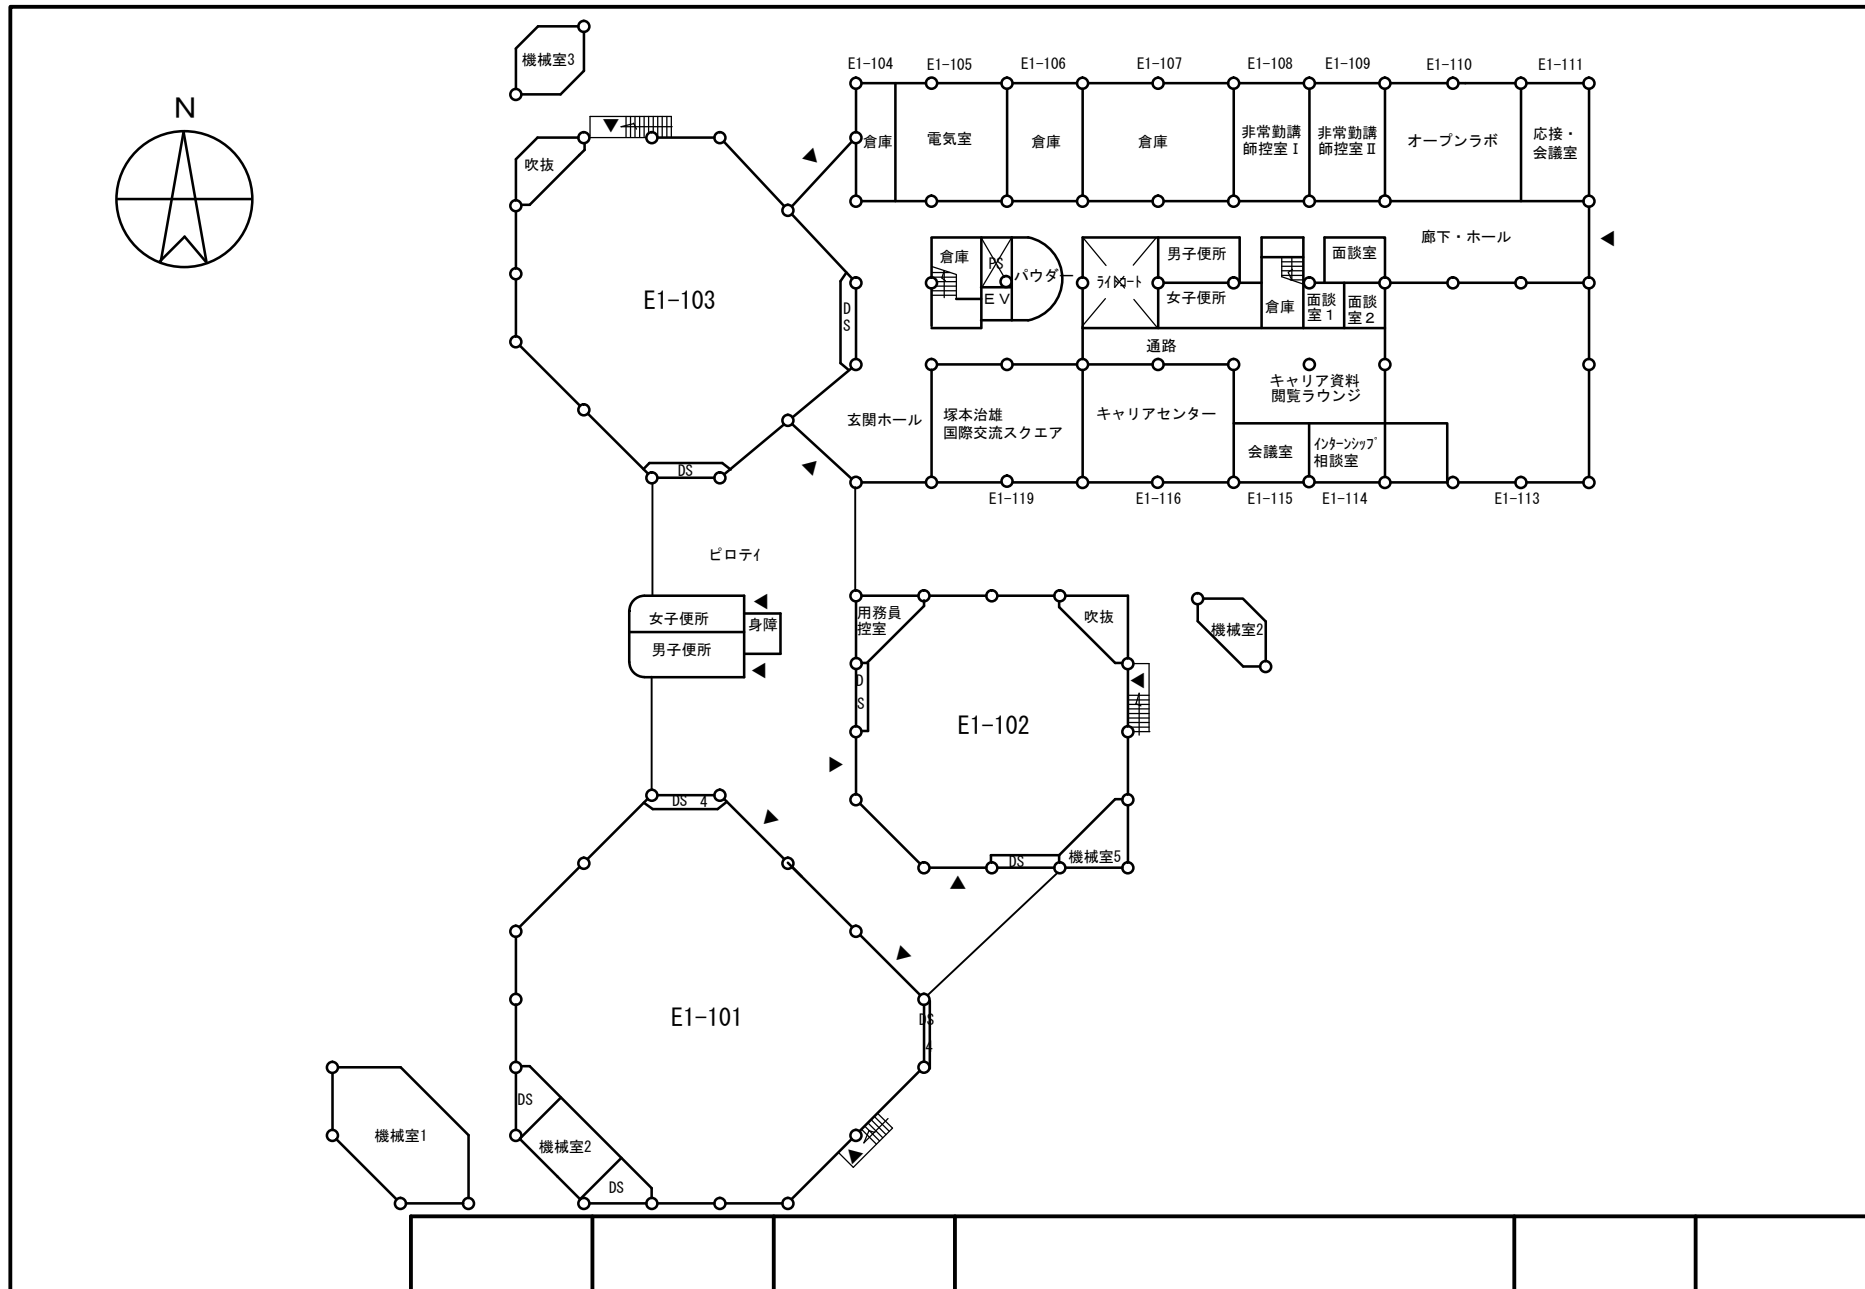 機械室3
N
E1-104
E1-105
E1-106
E1-107
E1-108
E1-109
E1-110
E1-111
倉庫
電気室
倉庫
倉庫
非常勤講
師控室Ⅰ
非常勤講
師控室Ⅱ
オープンラボ
応接・
会議室
吹抜
E1-103
DS
DS
倉庫
PS
EV
パウダー
男子便所
女子便所
倉庫
面談室
面談
室1
面談
室2
廊下・ホール
通路
キャリア資料
閲覧ラウンジ
玄関ホール
塚本治雄
国際交流スクエア
キャリアセンター
会議室
インターンシップ
相談室
E1-119
E1-116
E1-115
E1-114
E1-113
ピロティ
女子便所
男子便所
身障
用務員
控室
吹抜
機械室2
DS
E1-102
DS
機械室5
DS 4
E1-101
DS
4
DS
機械室2
DS
機械室1